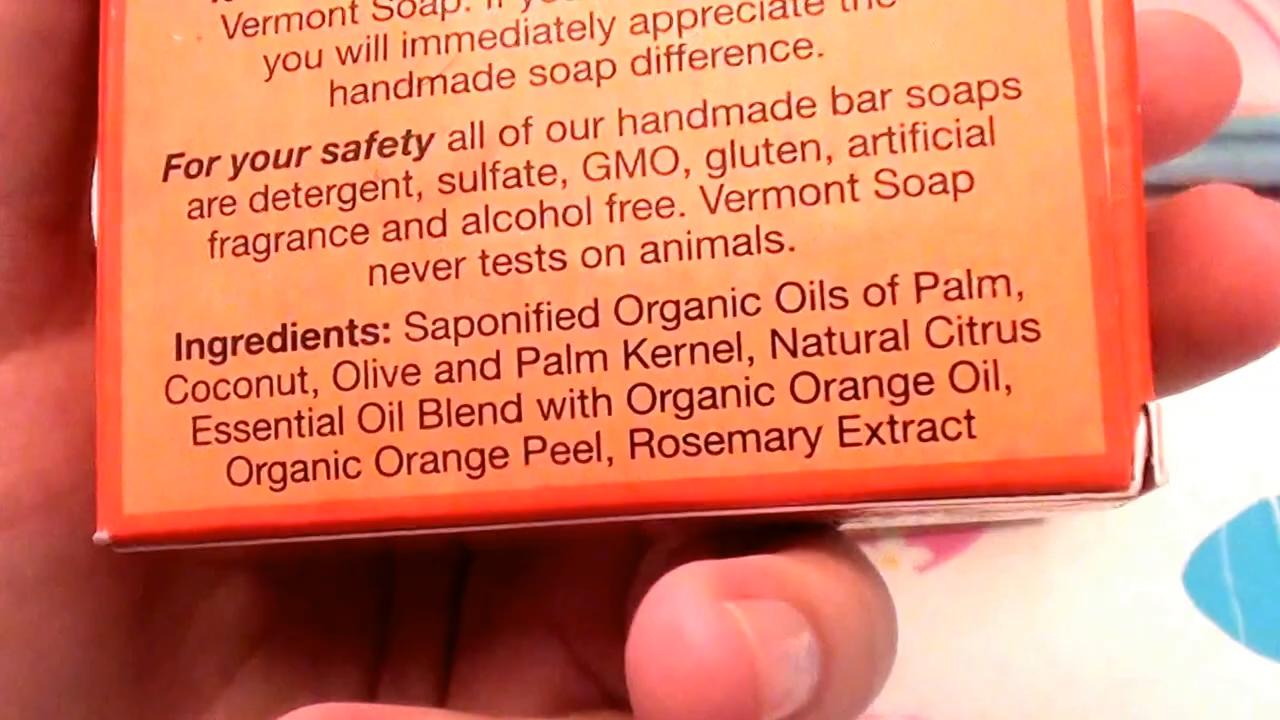 Vermont Soap. If you
you will immediately appreciate the
handmade soap difference.
For your safety all of our handmade bar soaps
are detergent, sulfate, GMO, gluten, artificial
fragrance and alcohol free. Vermont Soap
never tests on animals.
Ingredients: Saponified Organic Oils of Palm,
Coconut, Olive and Palm Kernel, Natural Citrus
Essential Oil Blend with Organic Orange Oil,
Organic Orange Peel, Rosemary Extract